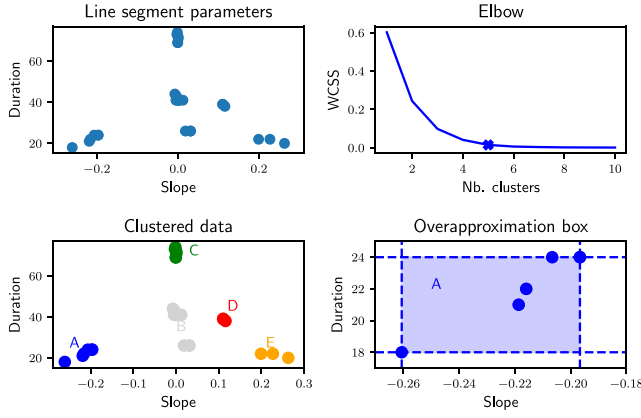 Line segment parameters
Duration
60
40
20
−0.2
0.0
0.2
Slope
Elbow
WCSS
0.6
0.4
0.2
0.0
2
4
6
8
10
Nb. clusters
Clustered data
Duration
60
40
20
A
B
C
D
E
−0.2
−0.1
0.0
0.1
0.2
0.3
Slope
Overapproximation box
Duration
24
22
20
18
A
−0.26
−0.24
−0.22
−0.20
−0.18
Slope